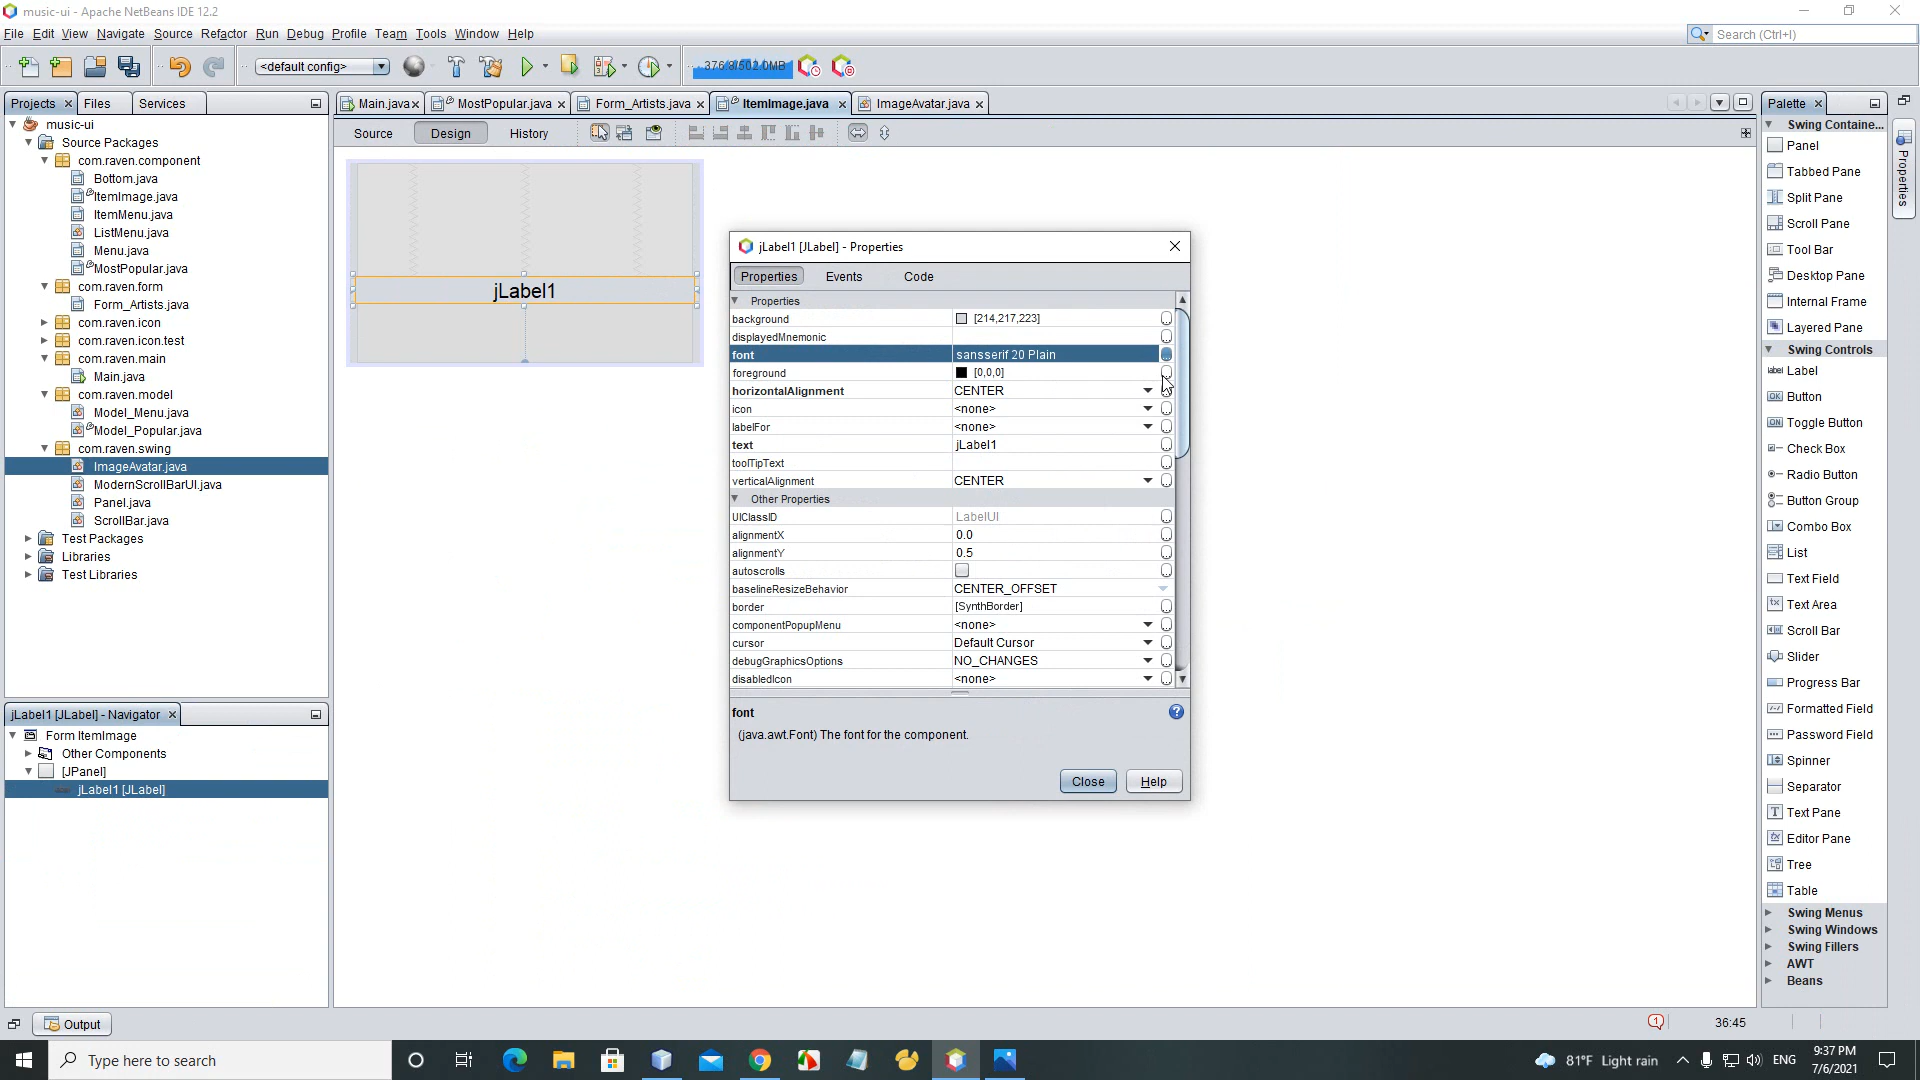 music-ui - Apache NetBeans IDE 12.2
File Edit View Navigate Source Refactor Run Debug Profile Team Tools Window Help
Search (Ctrl+I)
<default config>
376.8/502.0MB
Projects Files Services
Main.java MostPopular.java Form_Artists.java ItemImage.java ImageAvatar.java
Source Design History
music-ui
Source Packages
com.raven.component
Bottom.java
ItemImage.java
ItemMenu.java
ListMenu.java
Menu.java
MostPopular.java
com.raven.form
Form_Artists.java
com.raven.icon
com.raven.icon.test
com.raven.main
Main.java
com.raven.model
Model_Menu.java
Model_Popular.java
com.raven.swing
ImageAvatar.java
ModernScrollBarUI.java
Panel.java
ScrollBar.java
Test Packages
Libraries
Test Libraries
jLabel1 [JLabel] - Navigator
Form ItemImage
Other Components
[JPanel]
jLabel1 [JLabel]
jLabel1
jLabel1 [JLabel] - Properties
Properties Events Code
Properties
background [214,217,223]
displayedMnemonic
font sansserif 20 Plain
foreground [0,0,0]
horizontalAlignment CENTER
icon <none>
labelFor <none>
text jLabel1
toolTipText
verticalAlignment CENTER
Other Properties
UIClassID LabelUI
alignmentX 0.0
alignmentY 0.5
autoscrolls
baselineResizeBehavior CENTER_OFFSET
border [SynthBorder]
componentPopupMenu <none>
cursor Default Cursor
debugGraphicsOptions NO_CHANGES
disabledIcon <none>
font
(java.awt.Font) The font for the component.
Close Help
Palette
Swing Containe...
Panel
Tabbed Pane
Split Pane
Scroll Pane
Tool Bar
Desktop Pane
Internal Frame
Layered Pane
Swing Controls
label Label
OK Button
ON Toggle Button
Check Box
Radio Button
Button Group
Combo Box
List
Text Field
Text Area
Scroll Bar
Slider
Progress Bar
Formatted Field
Password Field
Spinner
Separator
Text Pane
Editor Pane
Tree
Table
Swing Menus
Swing Windows
Swing Fillers
AWT
Beans
Properties
Output
1
36:45
Type here to search
81°F Light rain
ENG
9:37 PM
7/6/2021